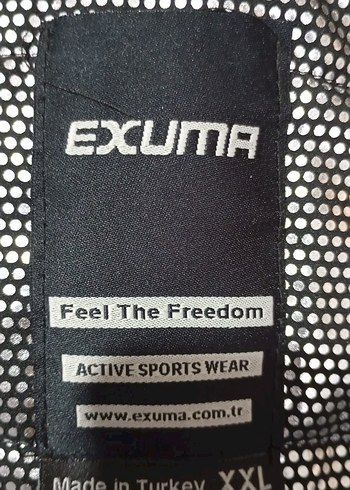 EXUMA
Feel The Freedom
ACTIVE SPORTS WEAR
www.exuma.com.tr
Made in Turkey XXL